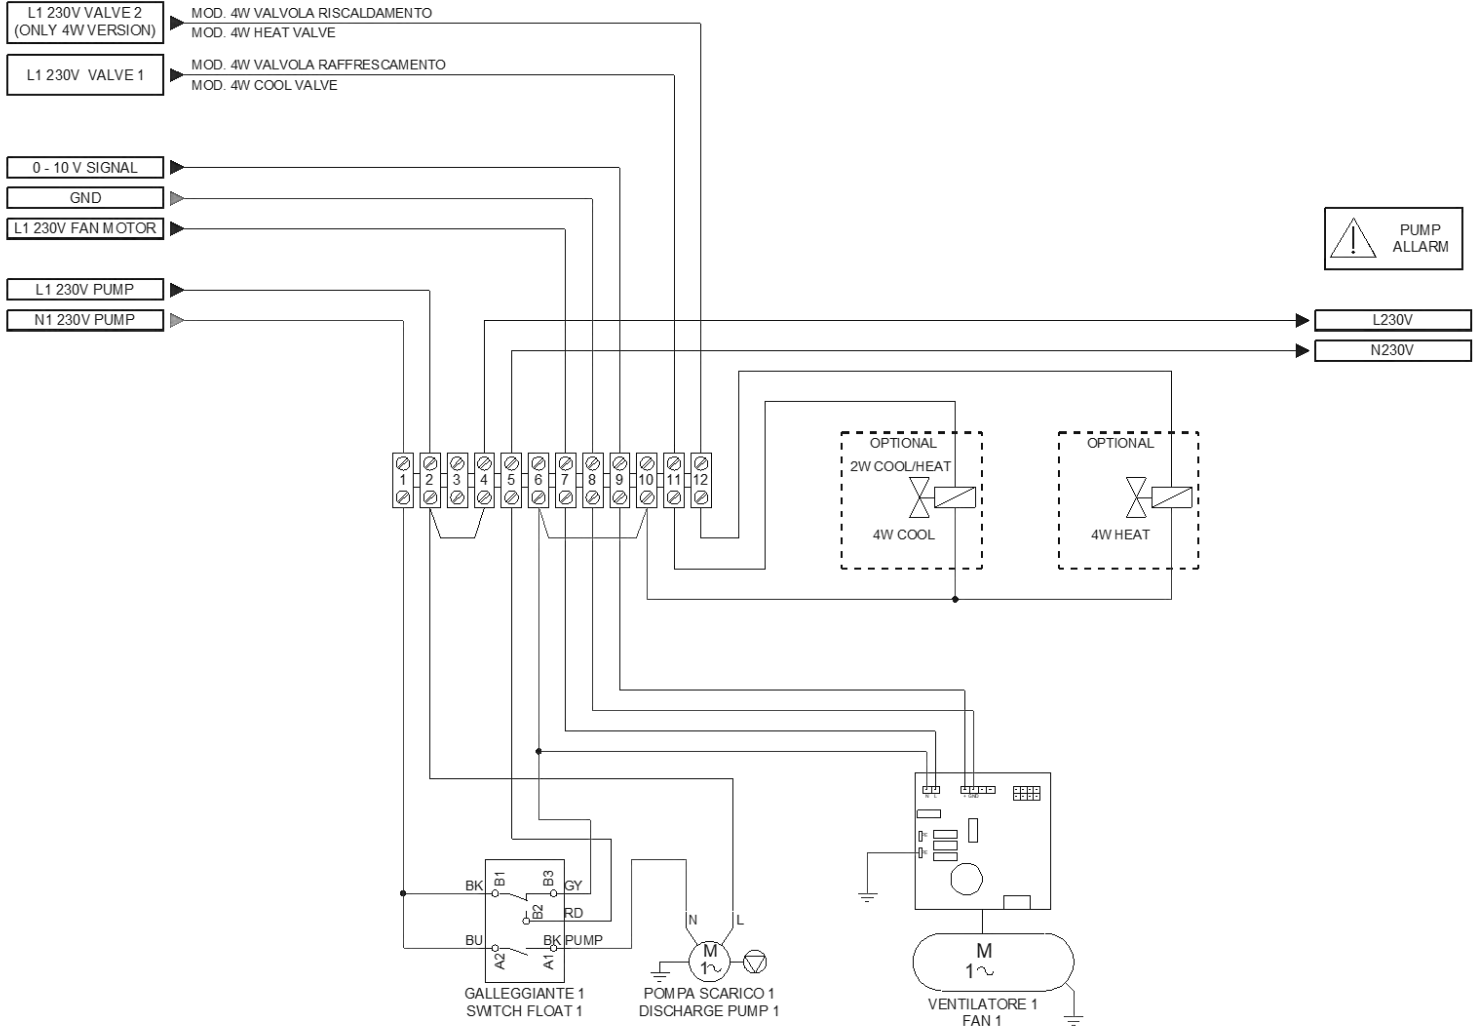 L1 230V VALVE 2
(ONLY 4W VERSION)
MOD. 4W VALVOLA RISCALDAMENTO
MOD. 4W HEAT VALVE
L1 230V VALVE 1
MOD. 4W VALVOLA RAFFRESCAMENTO
MOD. 4W COOL VALVE
0 - 10 V SIGNAL
GND
L1 230V FAN MOTOR
L1 230V PUMP
N1 230V PUMP
PUMP
ALLARM
L230V
N230V
1 2 3 4 5 6 7 8 9 10 11 12
OPTIONAL
2W COOL/HEAT
4W COOL
OPTIONAL
4W HEAT
N L
- GND
BK
B1
B3
GY
B2
RD
BU
A2
A1
BK
PUMP
GALLEGGIANTE 1
SWITCH FLOAT 1
N
L
M
1~
POMPA SCARICO 1
DISCHARGE PUMP 1
M
1~
VENTILATORE 1
FAN 1